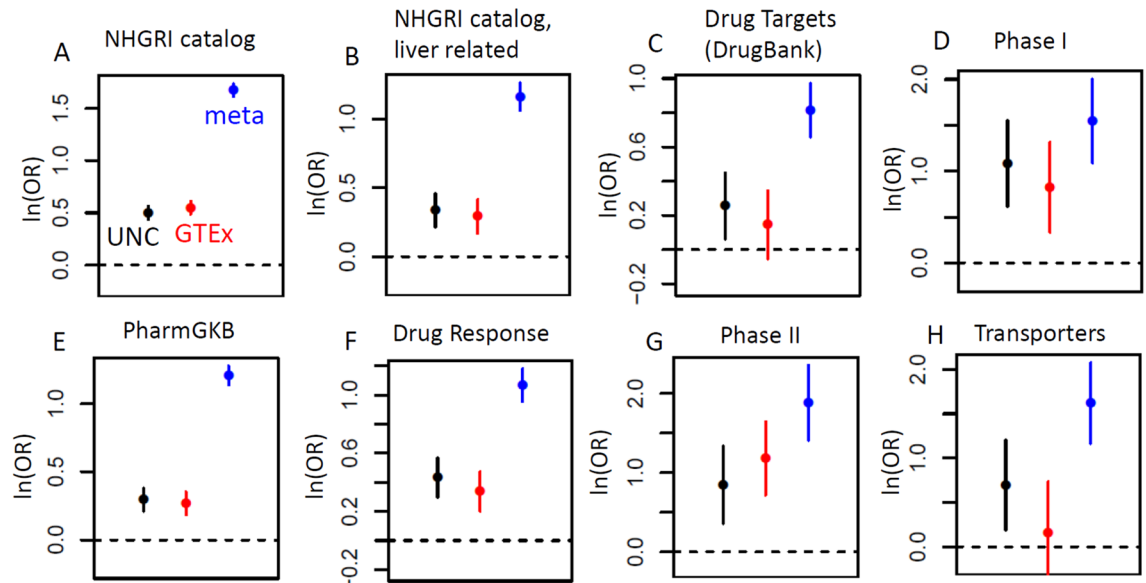 A
NHGRI catalog
ln(OR)
1.5
1.0
0.5
0.0
meta
UNC
GTEx
B
NHGRI catalog,
liver related
ln(OR)
1.0
0.5
0.0
C
Drug Targets
(DrugBank)
ln(OR)
1.0
0.6
0.2
−0.2
D
Phase I
ln(OR)
2.0
1.0
0.0
E
PharmGKB
ln(OR)
1.0
0.5
0.0
F
Drug Response
ln(OR)
1.0
0.6
0.2
−0.2
G
Phase II
ln(OR)
2.0
1.0
0.0
H
Transporters
ln(OR)
2.0
1.0
0.0